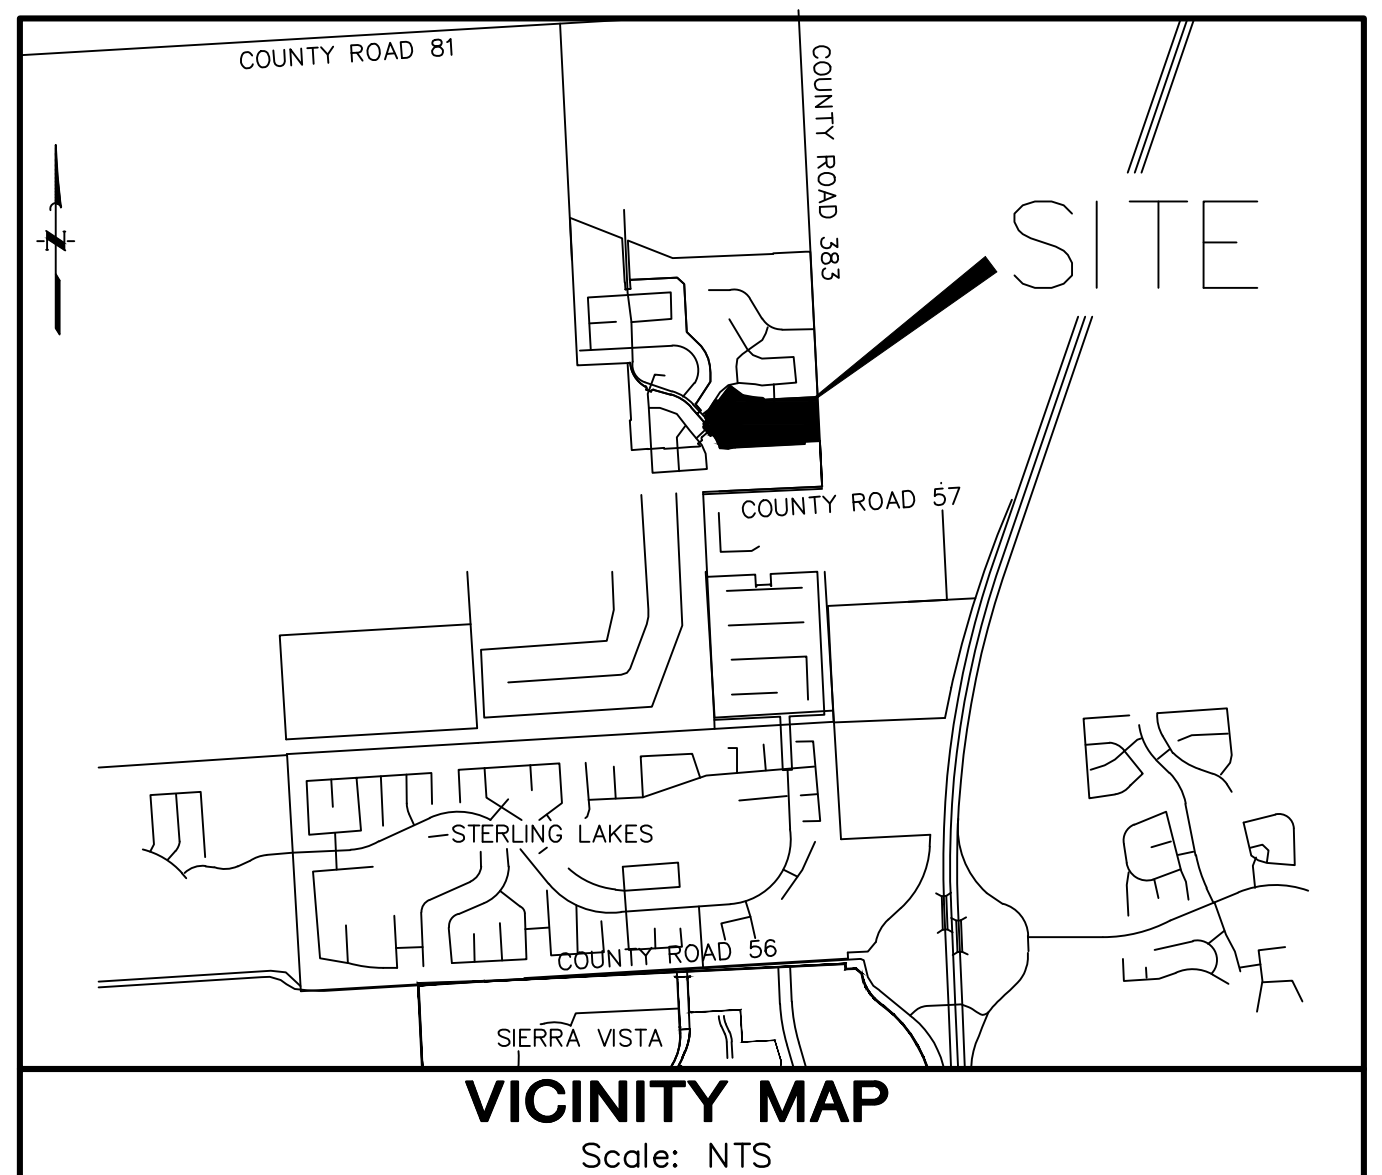 COUNTY ROAD 81
COUNTY ROAD 383
N
SITE
COUNTY ROAD 57
STERLING LAKES
COUNTY ROAD 56
SIERRA VISTA
VICINITY MAP
Scale: NTS